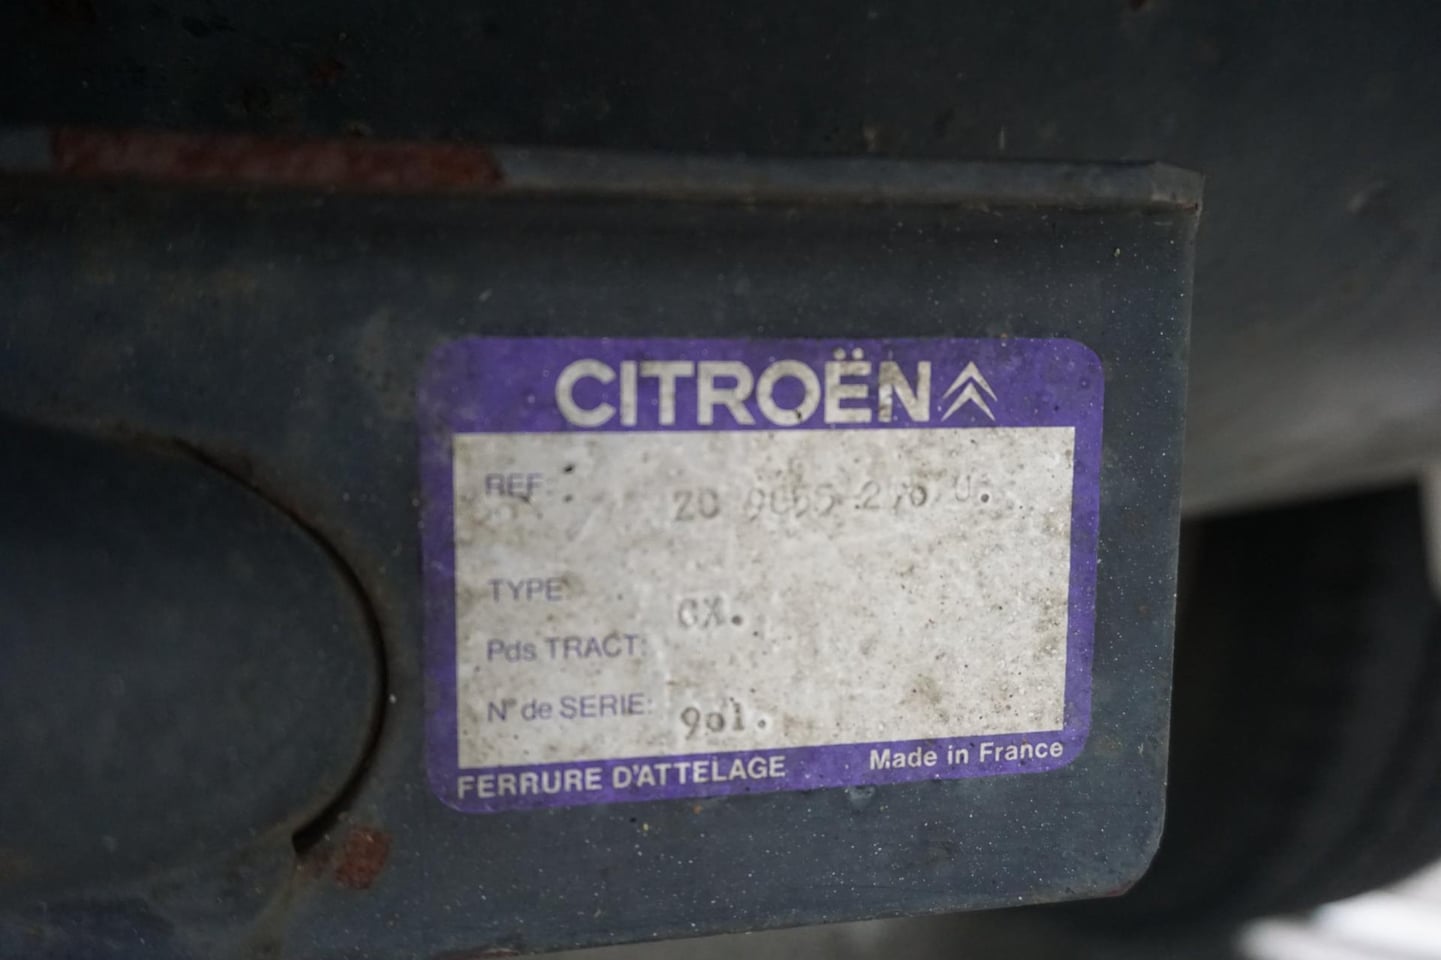 CITROËN
REF:
TYPE CX.
Pds TRACT:
N° de SERIE: 901.
FERRURE D'ATTELAGE Made in France